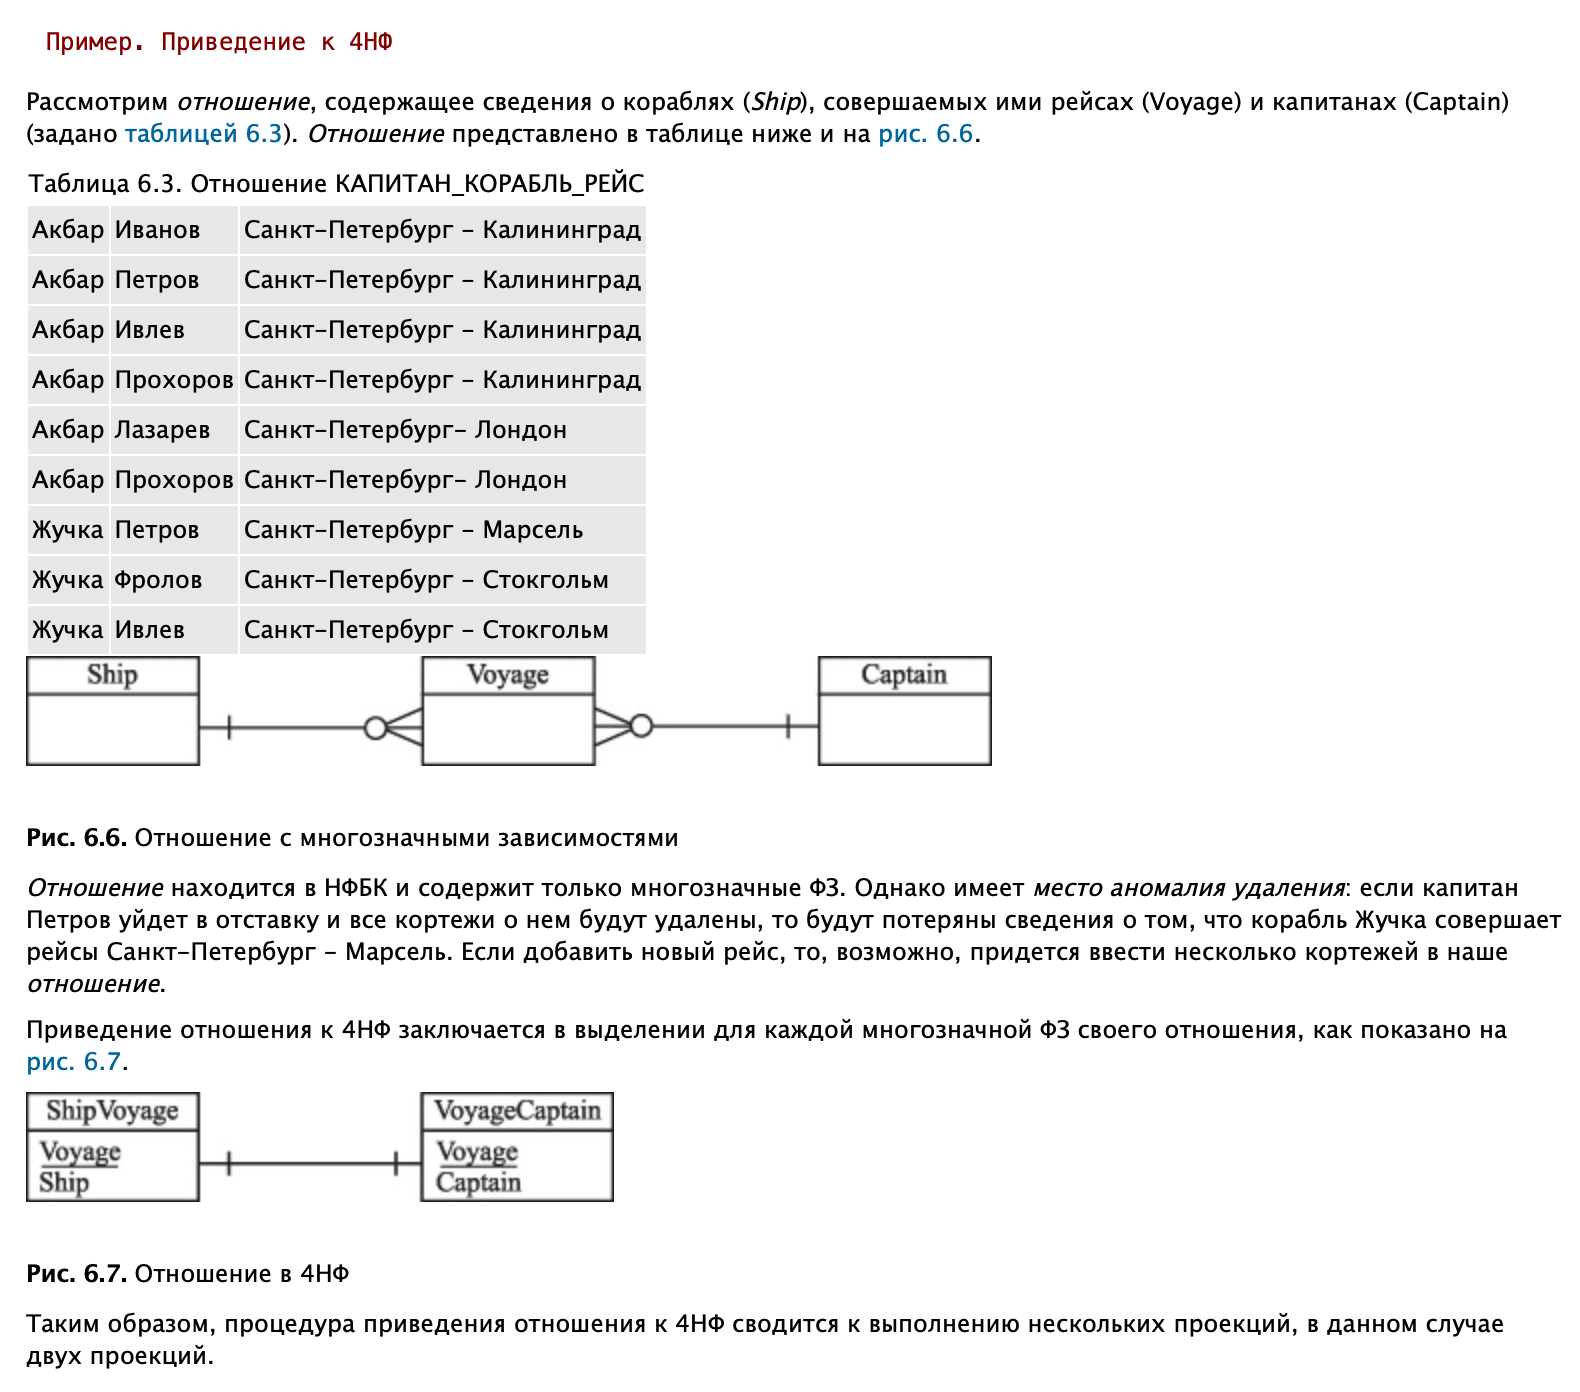 Пример. Приведение к 4НФ
Рассмотрим отношение, содержащее сведения о кораблях (Ship), совершаемых ими рейсах (Voyage) и капитанах (Captain)
(задано таблицей 6.3). Отношение представлено в таблице ниже и на рис. 6.6.
Таблица 6.3. Отношение КАПИТАН_КОРАБЛЬ_РЕЙС
Акбар Иванов Санкт-Петербург - Калининград
Акбар Петров Санкт-Петербург - Калининград
Акбар Ивлев Санкт-Петербург - Калининград
Акбар Прохоров Санкт-Петербург - Калининград
Акбар Лазарев Санкт-Петербург- Лондон
Акбар Прохоров Санкт-Петербург- Лондон
Жучка Петров Санкт-Петербург - Марсель
Жучка Фролов Санкт-Петербург - Стокгольм
Жучка Ивлев Санкт-Петербург - Стокгольм
Ship Voyage Captain
Рис. 6.6. Отношение с многозначными зависимостями
Отношение находится в НФБК и содержит только многозначные ФЗ. Однако имеет место аномалия удаления: если капитан
Петров уйдет в отставку и все кортежи о нем будут удалены, то будут потеряны сведения о том, что корабль Жучка совершает
рейсы Санкт-Петербург - Марсель. Если добавить новый рейс, то, возможно, придется ввести несколько кортежей в наше
отношение.
Приведение отношения к 4НФ заключается в выделении для каждой многозначной ФЗ своего отношения, как показано на
рис. 6.7.
ShipVoyage VoyageCaptain
Voyage Voyage
Ship Captain
Рис. 6.7. Отношение в 4НФ
Таким образом, процедура приведения отношения к 4НФ сводится к выполнению нескольких проекций, в данном случае
двух проекций.